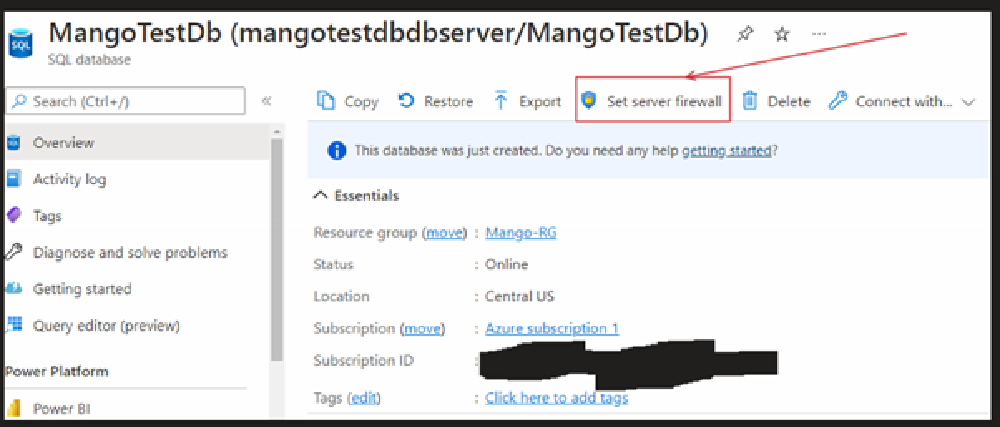 MangoTestDb (mangotestdbdbserver/MangoTestDb) ...
SQL
SQL database
Search (Ctrl+/) «
Copy Restore Export Set server firewall Delete Connect with...
Overview
Activity log
Tags
Diagnose and solve problems
Getting started
Query editor (preview)
Power Platform
Power BI
This database was just created. Do you need any help getting started?
Essentials
Resource group (move) : Mango-RG
Status : Online
Location : Central US
Subscription (move) : Azure subscription 1
Subscription ID :
Tags (edit) : Click here to add tags